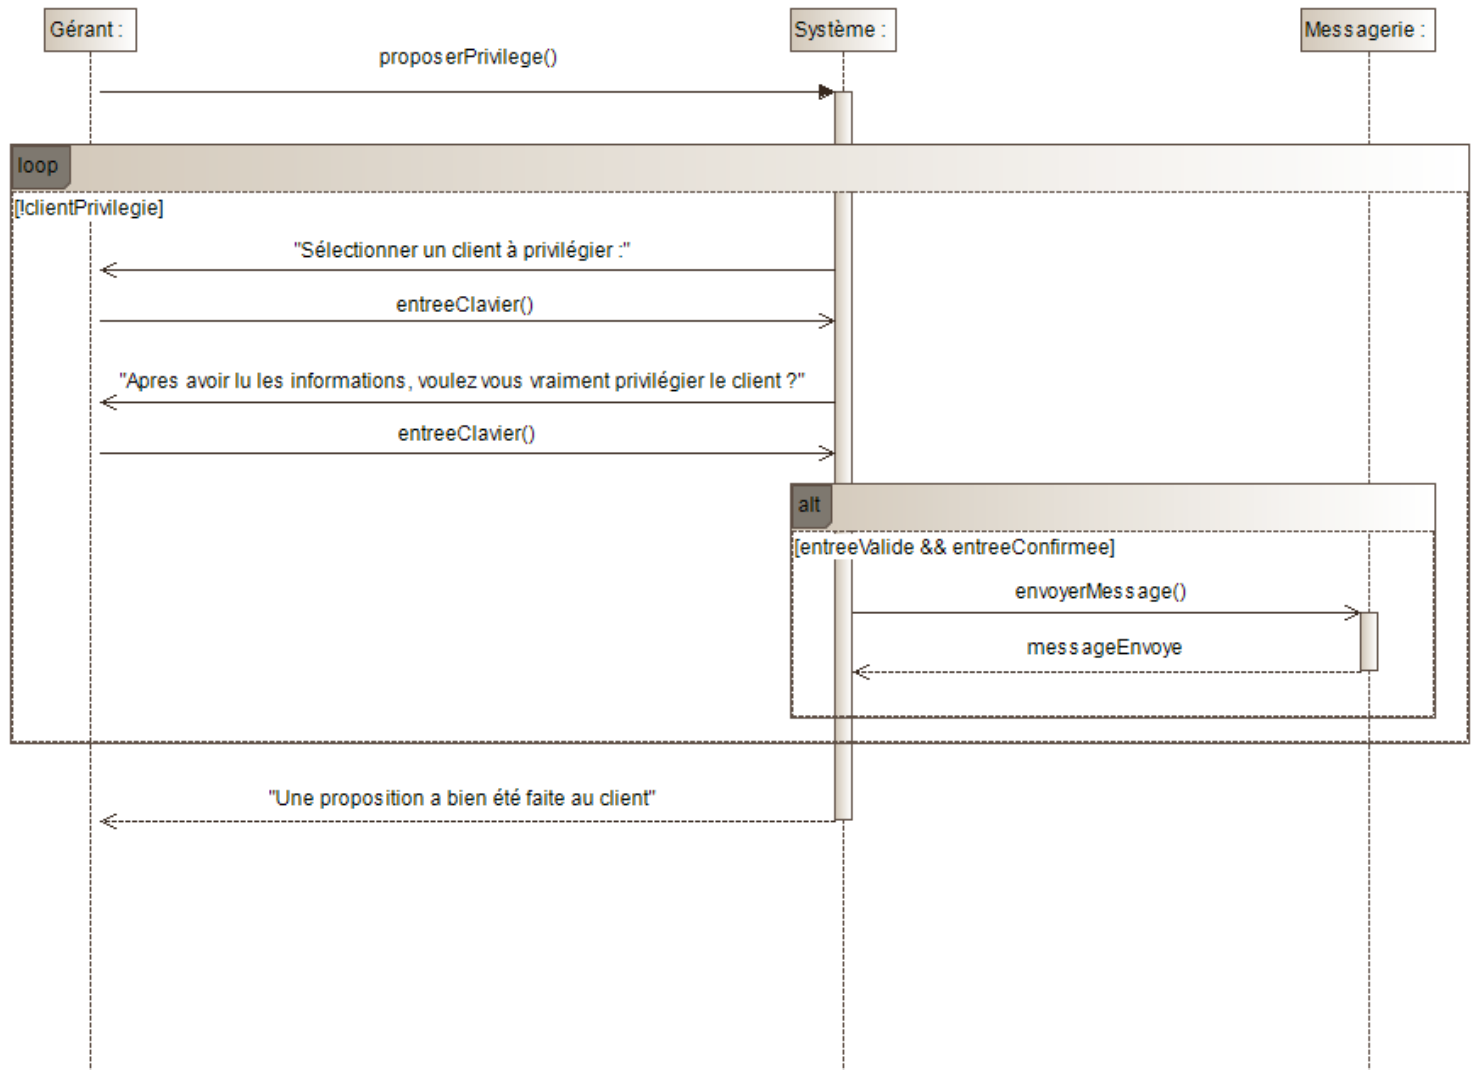 Gérant :
Système :
Messagerie :
proposerPrivilege()
loop
[!clientPrivilegie]
"Sélectionner un client à privilégier :"
entreeClavier()
"Apres avoir lu les informations, voulez vous vraiment privilégier le client ?"
entreeClavier()
alt
[entreeValide && entreeConfirmee]
envoyerMessage()
messageEnvoye
"Une proposition a bien été faite au client"